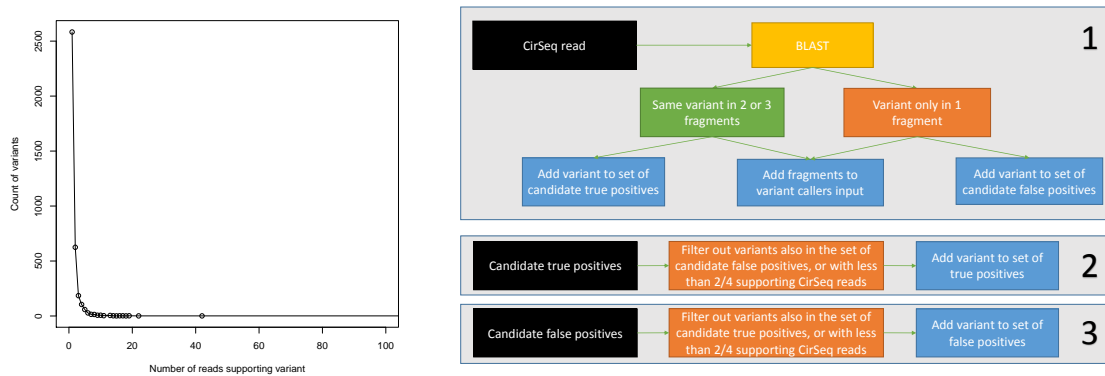 2500
2000
1500
1000
500
0
Count of variants
0 20 40 60 80 100
Number of reads supporting variant
1
CirSeq read
BLAST
Same variant in 2 or 3
fragments
Variant only in 1
fragment
Add variant to set of
candidate true positives
Add fragments to
variant callers input
Add variant to set of
candidate false positives
2
Candidate true positives
Filter out variants also in the set of
candidate false positives, or with less
than 2/4 supporting CirSeq reads
Add variant to set of
true positives
3
Candidate false positives
Filter out variants also in the set of
candidate true positives, or with less
than 2/4 supporting CirSeq reads
Add variant to set of
false positives